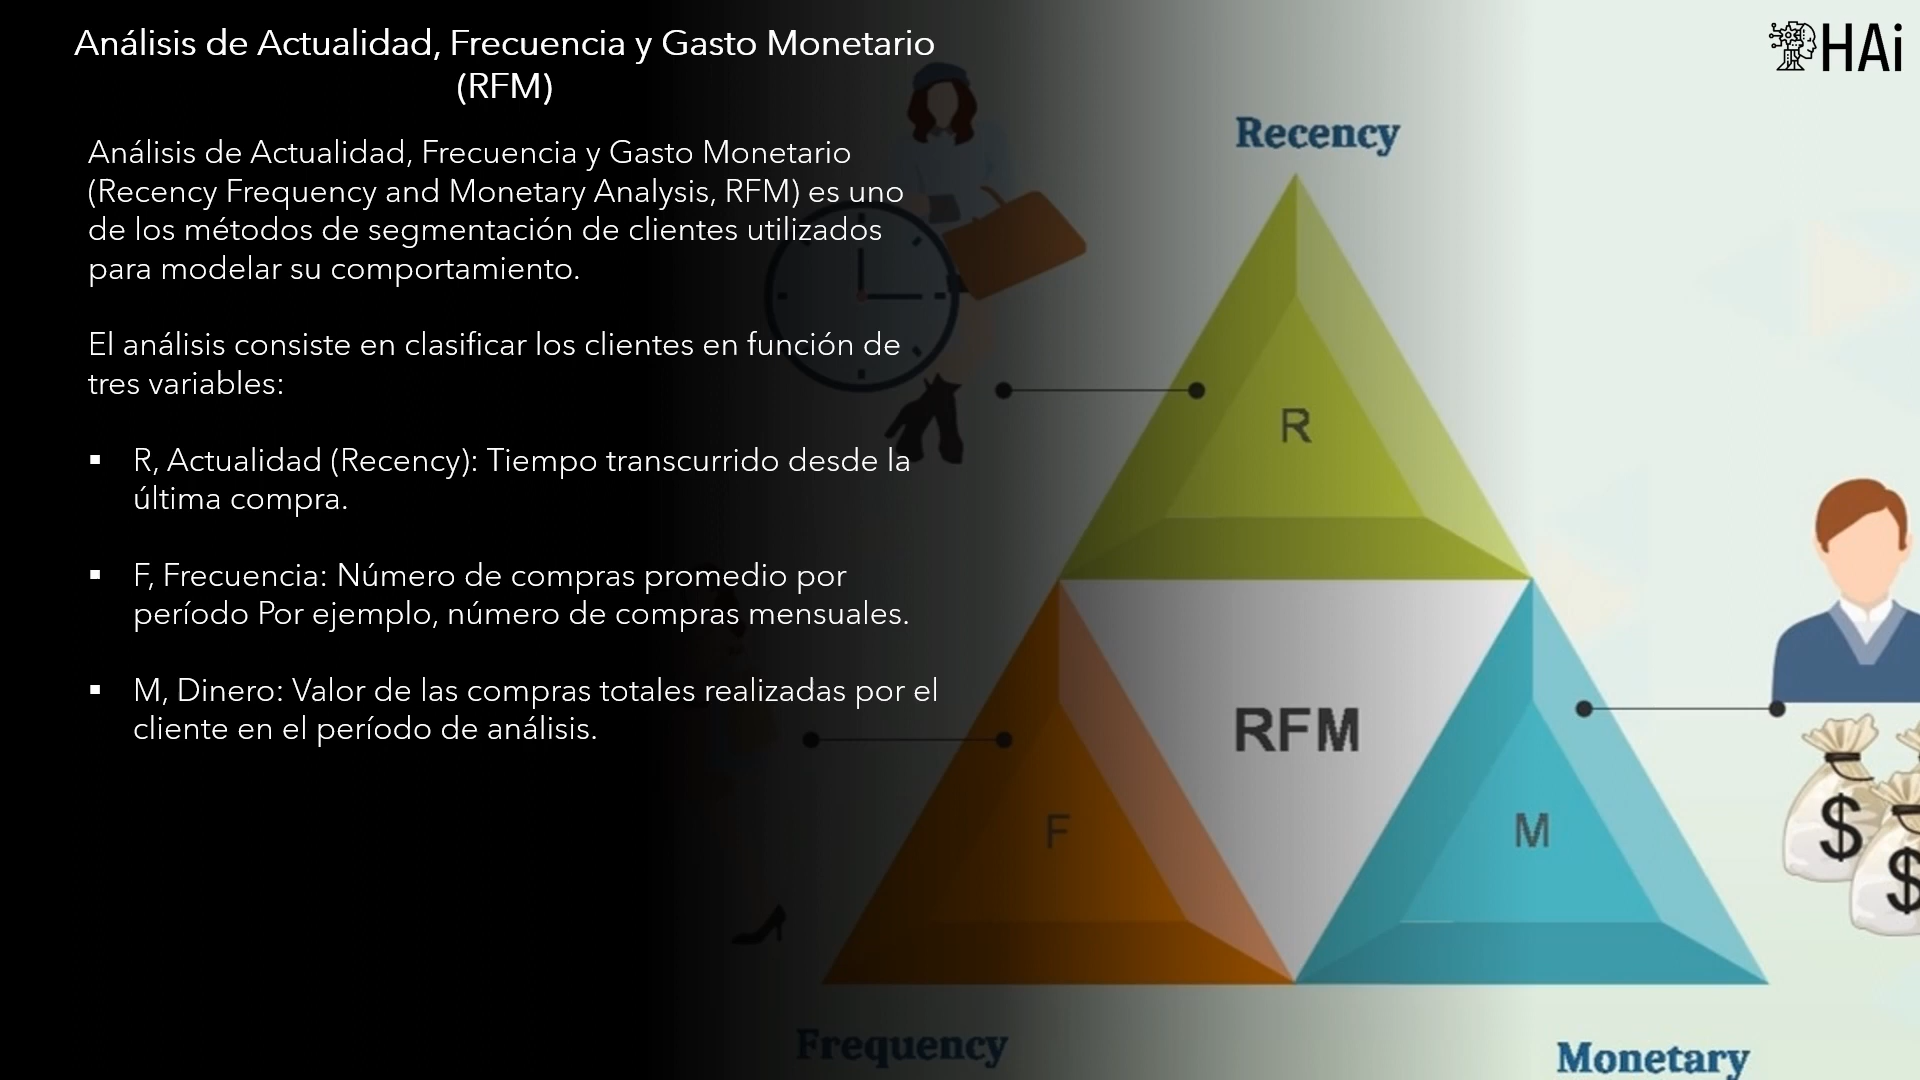 Análisis de Actualidad, Frecuencia y Gasto Monetario
(RFM)
HAi
Análisis de Actualidad, Frecuencia y Gasto Monetario
(Recency Frequency and Monetary Analysis, RFM) es uno
de los métodos de segmentación de clientes utilizados
para modelar su comportamiento.
El análisis consiste en clasificar los clientes en función de
tres variables:
▪ R, Actualidad (Recency): Tiempo transcurrido desde la
última compra.
▪ F, Frecuencia: Número de compras promedio por
período Por ejemplo, número de compras mensuales.
▪ M, Dinero: Valor de las compras totales realizadas por el
cliente en el período de análisis.
Recency
R
RFM
F
M
$
$
Frequency
Monetary